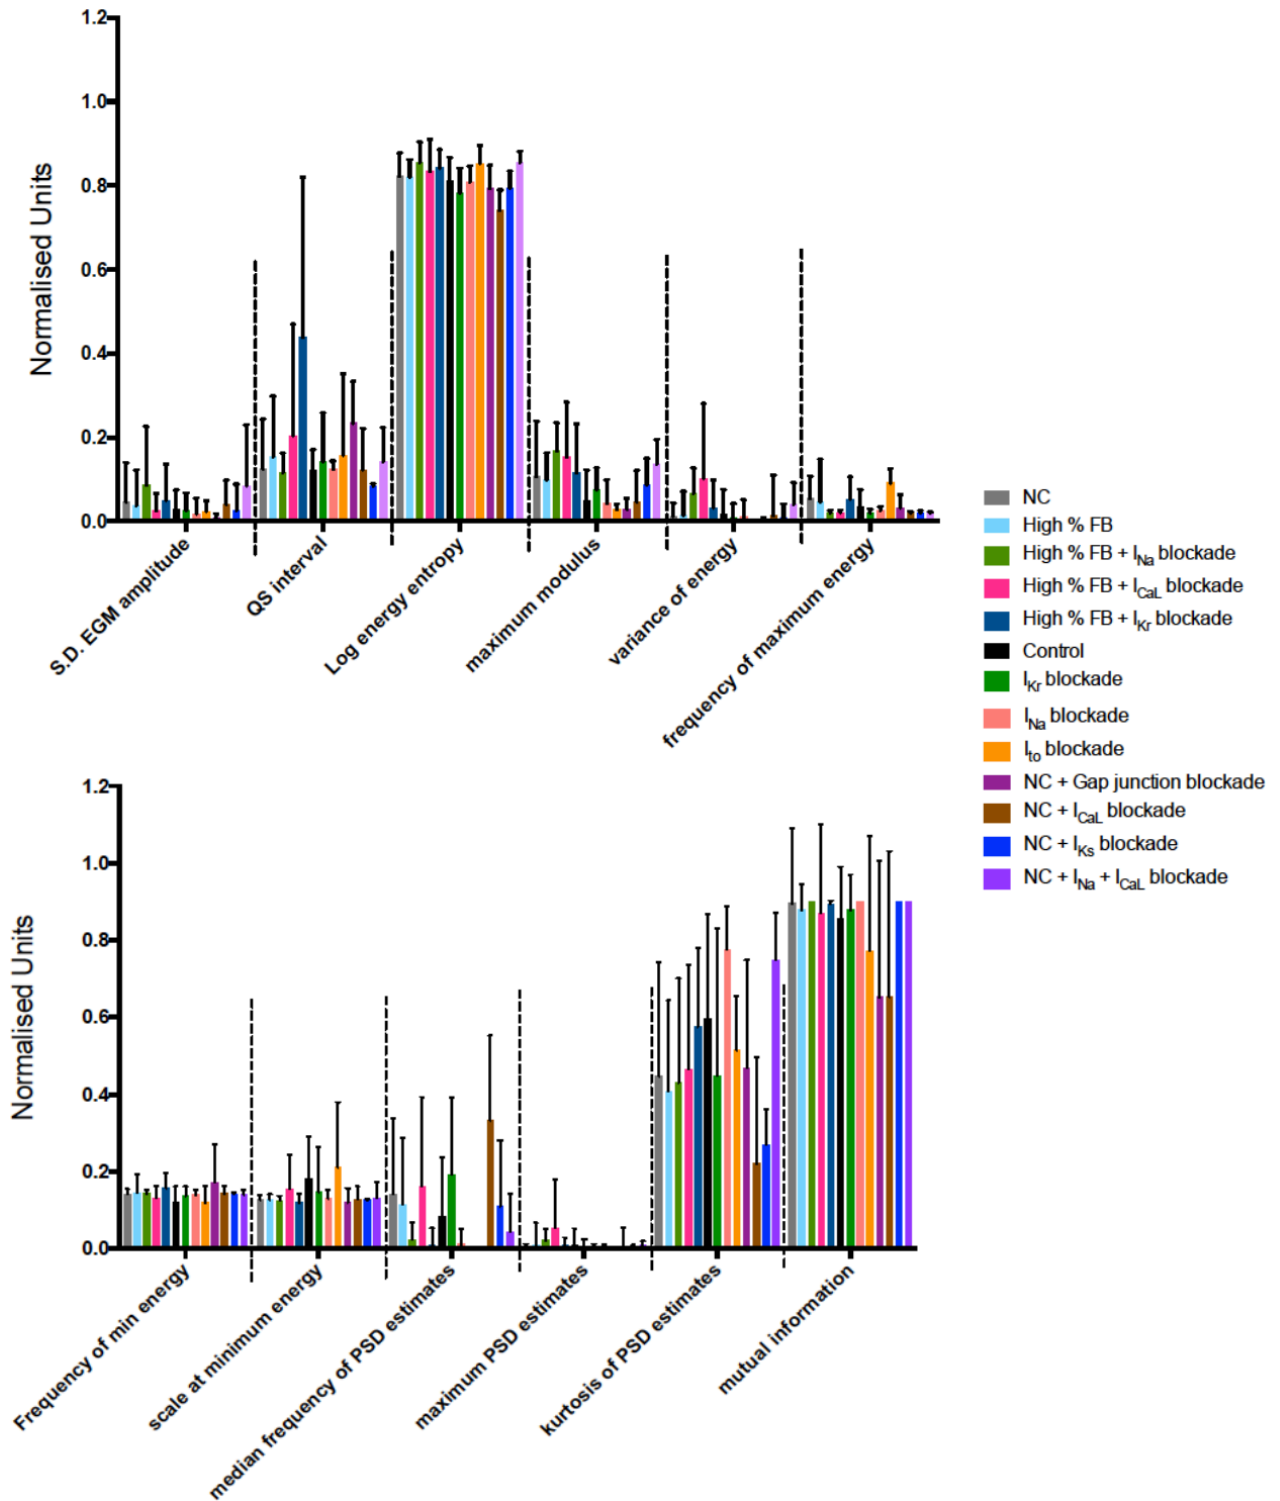 1.2
1.0
0.8
0.6
0.4
0.2
0.0
Normalised Units
S.D. EGM amplitude
QS interval
Log energy entropy
maximum modulus
variance of energy
frequency of maximum energy
NC
High % FB
High % FB + INa blockade
High % FB + ICaL blockade
High % FB + IKr blockade
Control
IKr blockade
INa blockade
Ito blockade
NC + Gap junction blockade
NC + ICaL blockade
NC + IKs blockade
NC + INa + ICaL blockade
1.2
1.0
0.8
0.6
0.4
0.2
0.0
Normalised Units
Frequency of min energy
scale at minimum energy
median frequency of PSD estimates
maximum PSD estimates
kurtosis of PSD estimates
mutual information